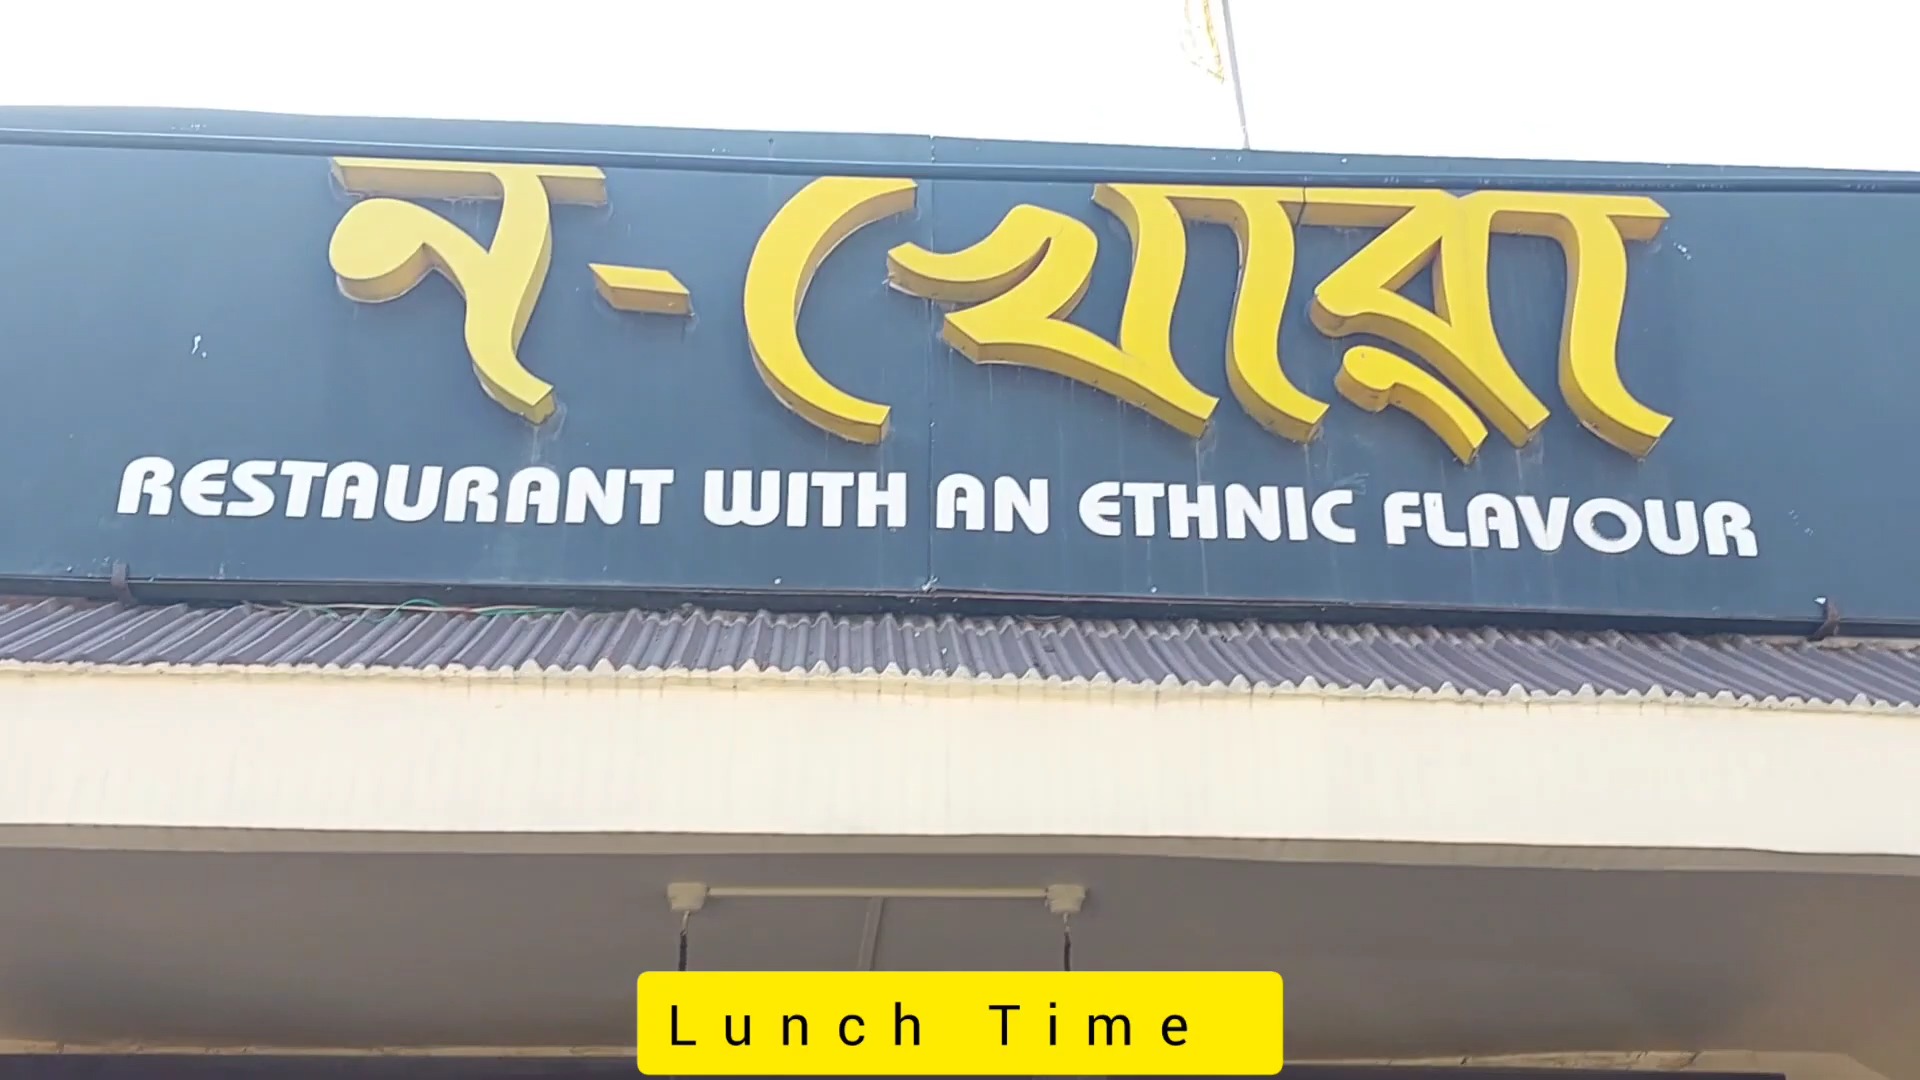 ন-খোৱা
RESTAURANT WITH AN ETHNIC FLAVOUR
Lunch Time